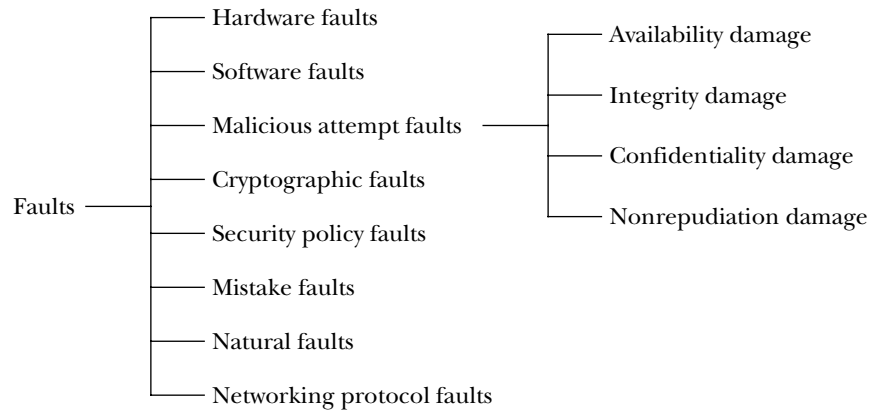 Faults
Hardware faults
Software faults
Malicious attempt faults
Cryptographic faults
Security policy faults
Mistake faults
Natural faults
Networking protocol faults
Availability damage
Integrity damage
Confidentiality damage
Nonrepudiation damage